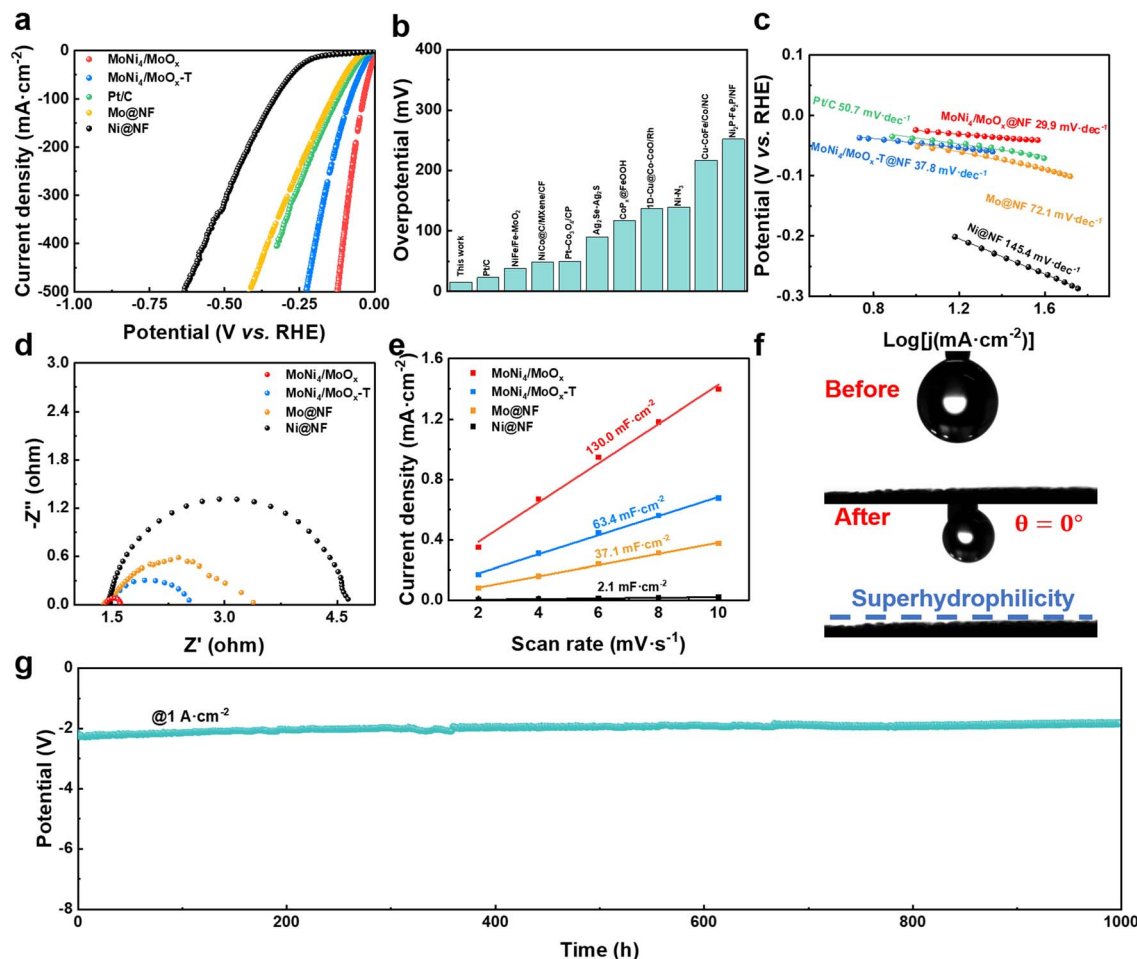 a
0
-100
-200
-300
-400
-500
-1.00
-0.75
-0.50
-0.25
0.00
Current density (mA·cm⁻²)
Potential (V vs. RHE)
MoNi₄/MoOₓ
MoNi₄/MoOₓ-T
Pt/C
Mo@NF
Ni@NF
b
400
300
200
100
0
Overpotential (mV)
This work
Pt/C
NiFe/Fe-MoO₂
NiCo@C/MXene/CF
Pt–Co₃O₄/CP
Ag₂Se-Ag₂S
CoPₓ@FeOOH
1D-Cu@Co-CoO/Rh
Ni-N₃
Cu-CoFe/Co/NC
Ni₂P-Fe₂P/NF
c
0.1
0.0
-0.1
-0.2
-0.3
0.8
1.2
1.6
Potential (V vs. RHE)
Log[j(mA·cm⁻²)]
Pt/C 50.7 mV·dec⁻¹
MoNi₄/MoOₓ@NF 29.9 mV·dec⁻¹
MoNi₄/MoOₓ-T@NF 37.8 mV·dec⁻¹
Mo@NF 72.1 mV·dec⁻¹
Ni@NF 145.4 mV·dec⁻¹
d
3.0
2.4
1.8
1.2
0.6
0.0
1.5
3.0
4.5
-Z'' (ohm)
Z' (ohm)
MoNi₄/MoOₓ
MoNi₄/MoOₓ-T
Mo@NF
Ni@NF
e
1.6
1.2
0.8
0.4
0.0
2
4
6
8
10
Current density (mA·cm⁻²)
Scan rate (mV·s⁻¹)
MoNi₄/MoOₓ
MoNi₄/MoOₓ-T
Mo@NF
Ni@NF
130.0 mF·cm⁻²
63.4 mF·cm⁻²
37.1 mF·cm⁻²
2.1 mF·cm⁻²
f
Before
After
θ = 0°
Superhydrophilicity
g
0
-2
-4
-6
-8
0
200
400
600
800
1000
Potential (V)
Time (h)
@1 A·cm⁻²